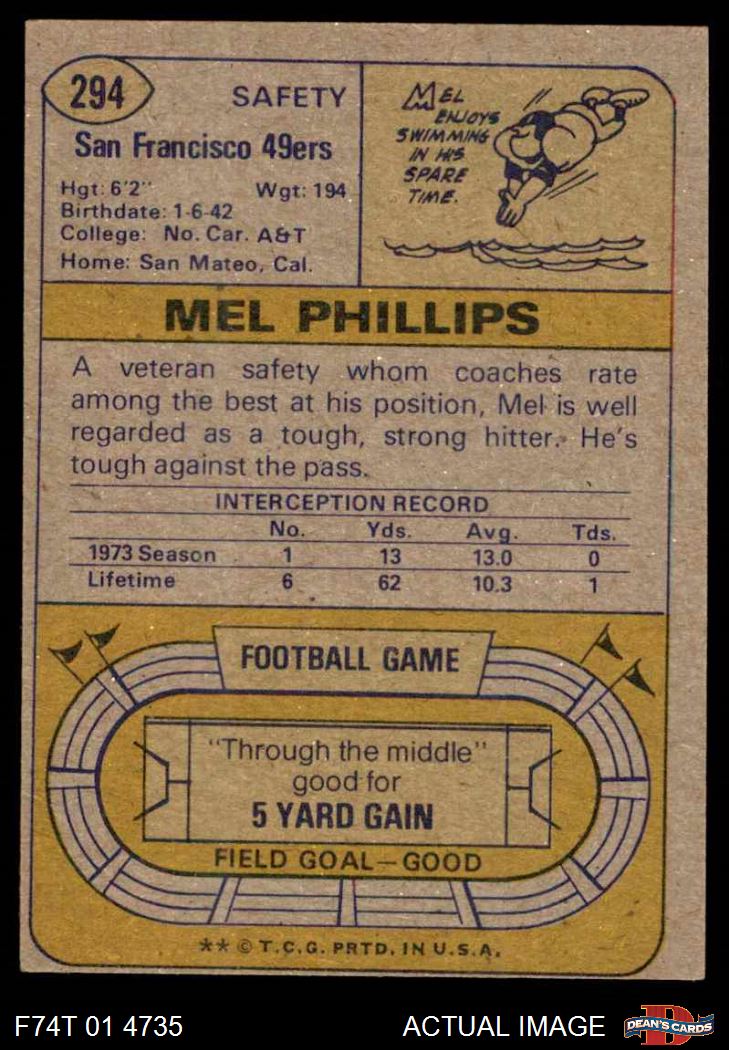 294
SAFETY
San Francisco 49ers
Hgt: 6'2" Wgt: 194
Birthdate: 1-6-42
College: No. Car. A&T
Home: San Mateo, Cal.
MEL
ENJOYS
SWIMMING
IN HIS
SPARE
TIME.
MEL PHILLIPS
A veteran safety whom coaches rate
among the best at his position, Mel is well
regarded as a tough, strong hitter. He's
tough against the pass.
INTERCEPTION RECORD
No. Yds. Avg. Tds.
1973 Season 1 13 13.0 0
Lifetime 6 62 10.3 1
FOOTBALL GAME
"Through the middle"
good for
5 YARD GAIN
FIELD GOAL—GOOD
** © T.C.G. PRTD. IN U.S.A.
F74T 01 4735 ACTUAL IMAGE
D
DEAN'S CARDS